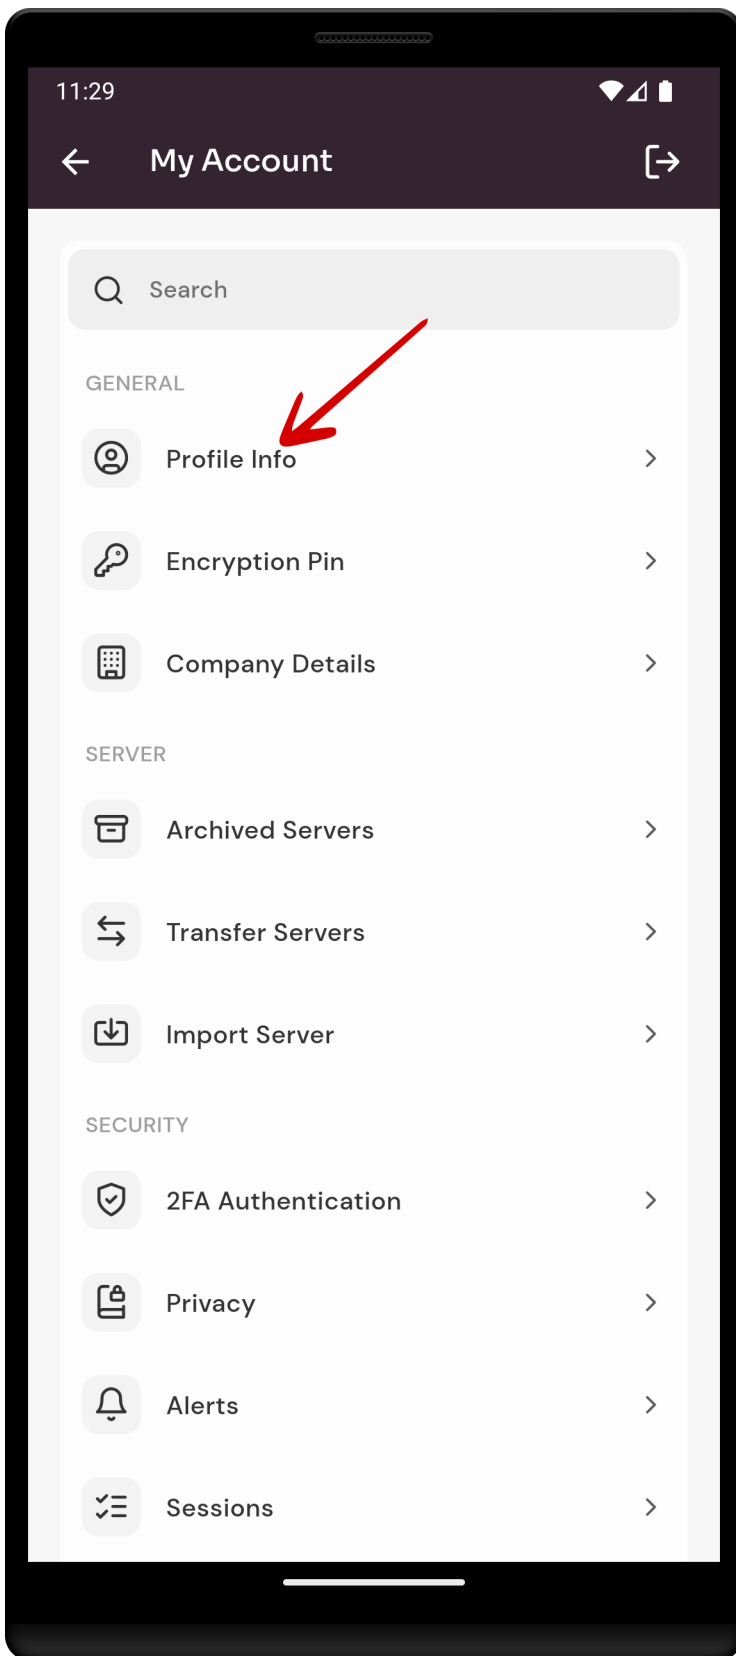 11:29
My Account
Search
GENERAL
Profile Info
Encryption Pin
Company Details
SERVER
Archived Servers
Transfer Servers
Import Server
SECURITY
2FA Authentication
Privacy
Alerts
Sessions